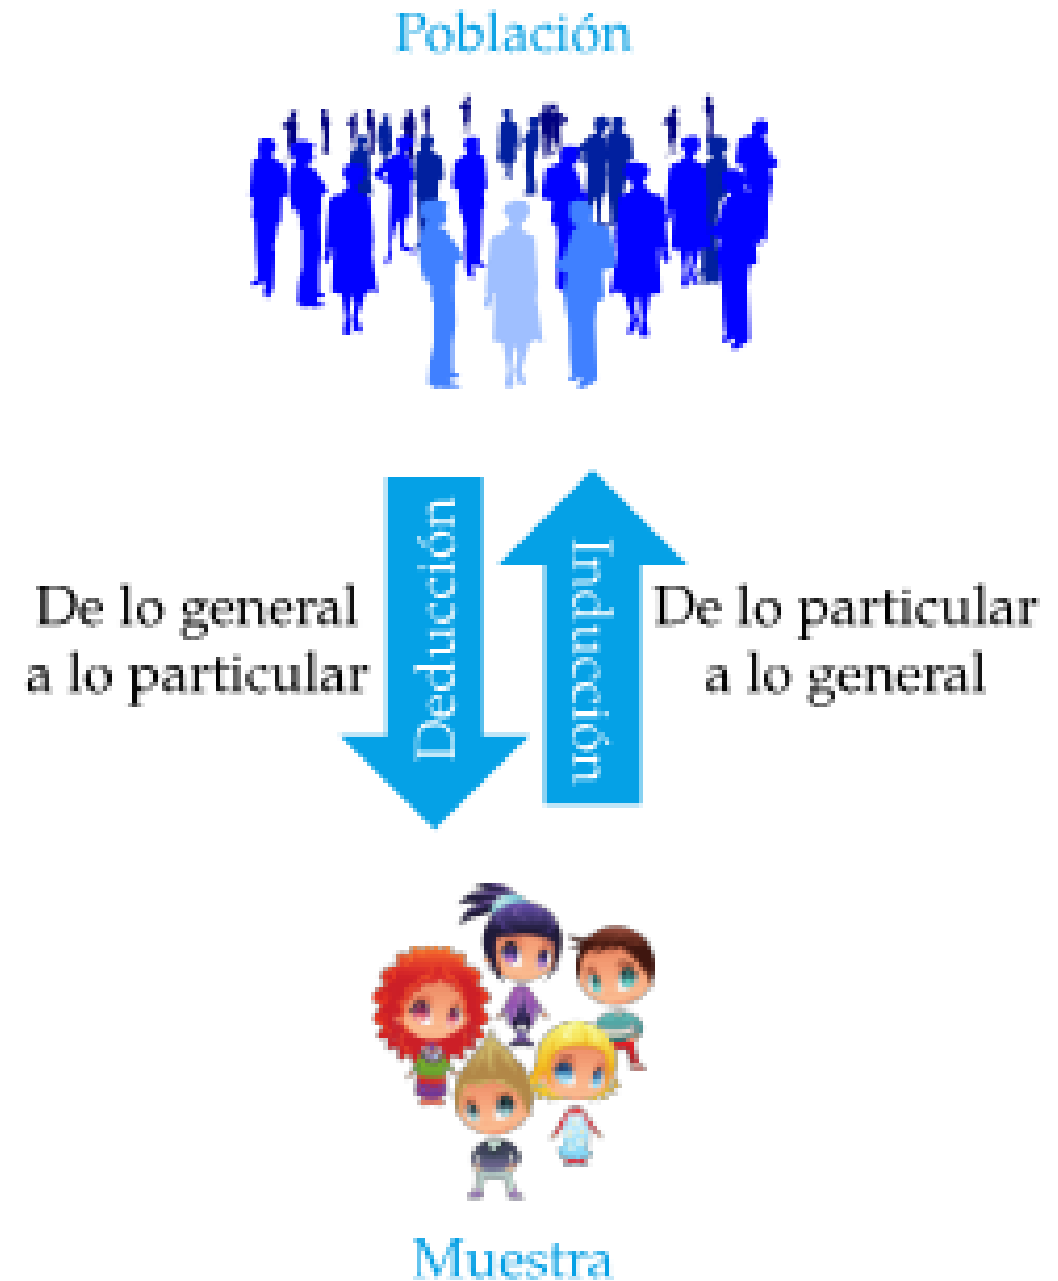 Población
De lo general
a lo particular
Deducción
Inducción
De lo particular
a lo general
Muestra